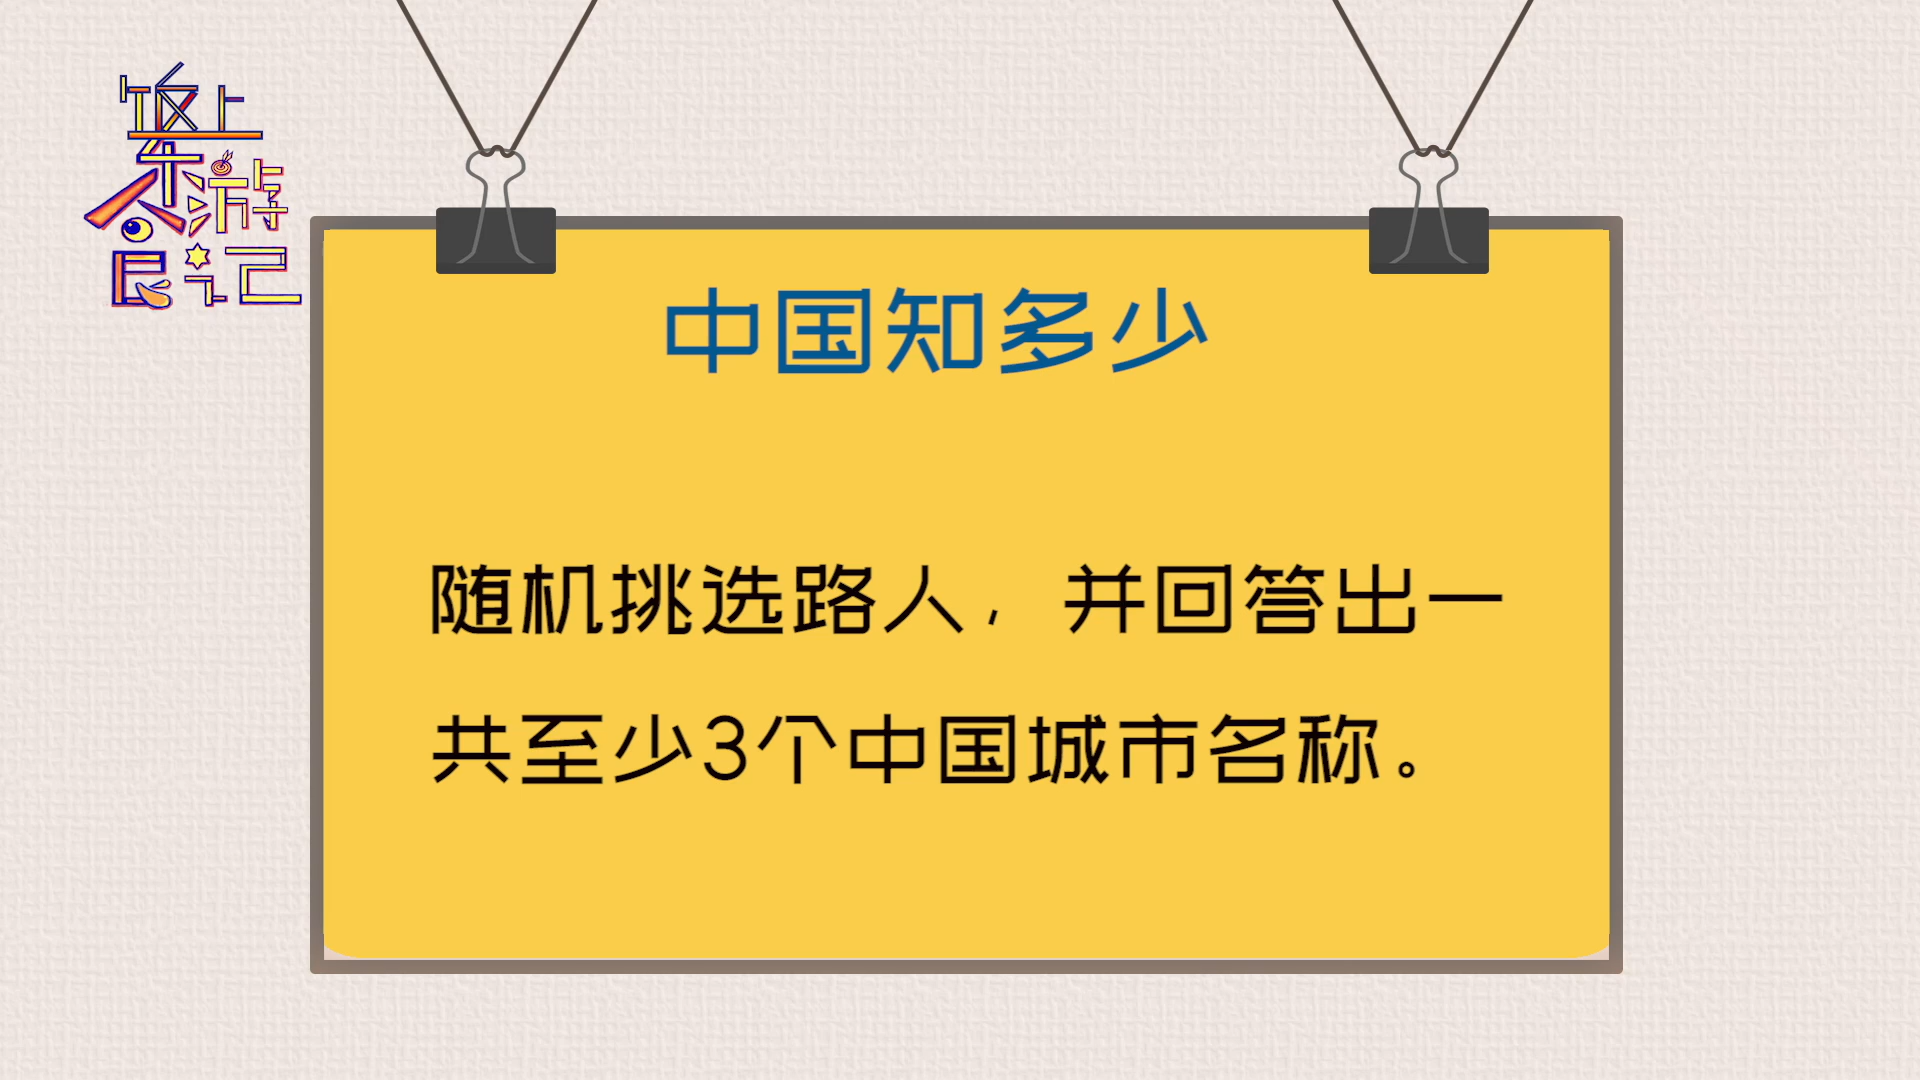 中国知多少
随机挑选路人，并回答出一
共至少3个中国城市名称。